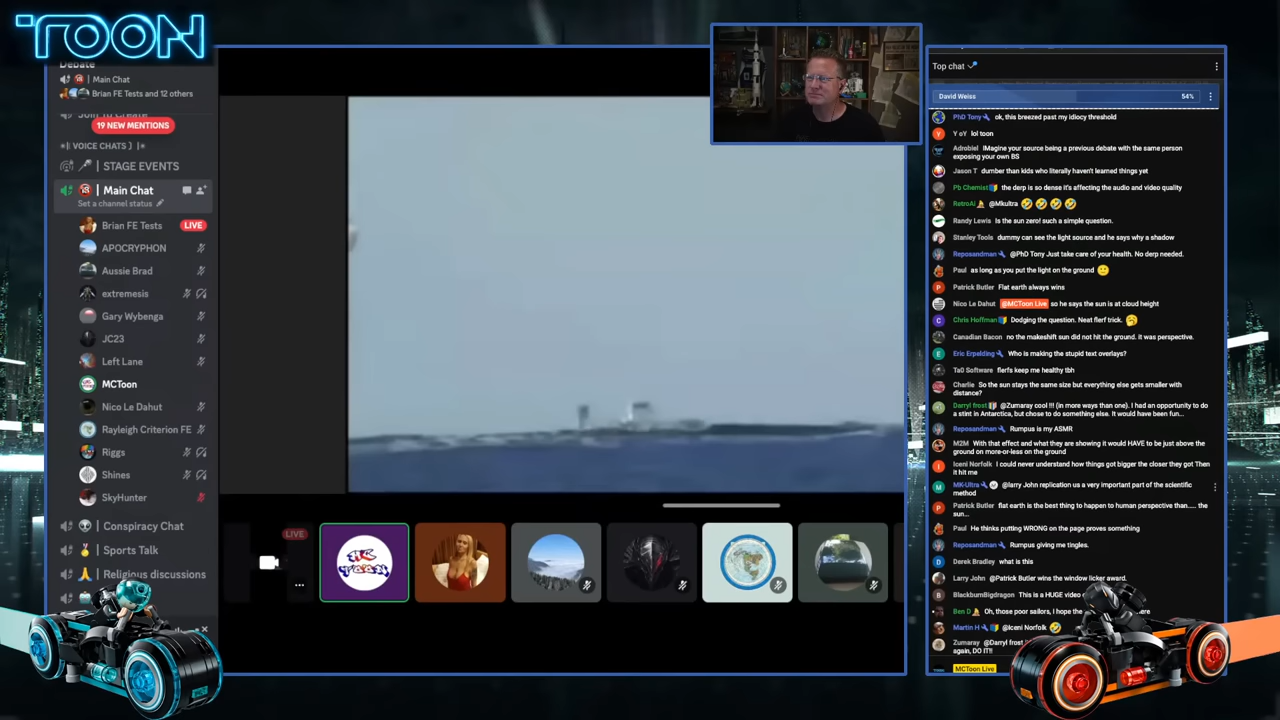 TOON
Debate
Main Chat
Brian FE Tests and 12 others
Join to Create
19 NEW MENTIONS
VOICE CHATS
STAGE EVENTS
Main Chat
Set a channel status
Brian FE Tests LIVE
APOCRYPHON
Aussie Brad
extremesis
Gary Wybenga
JC23
Left Lane
MCToon
Nico Le Dahut
Rayleigh Criterion FE
Riggs
Shines
SkyHunter
Conspiracy Chat
Sports Talk
Religious discussions
LIVE
MC
TOON
Top chat
David Weiss 54%
PhD Tony ok, this breezed past my idiocy threshold
Y oY lol toon
Adrobiel IMagine your source being a previous debate with the same person
exposing your own BS
Jason T dumber than kids who literally haven't learned things yet
Pb Chemist the derp is so dense it's affecting the audio and video quality
RetroAi @Mkultra 🤣🤣🤣🤣
Randy Lewis Is the sun zero! such a simple question.
Stanley Tools dummy can see the light source and he says why a shadow
Reposandman @PhD Tony Just take care of your health. No derp needed.
Paul as long as you put the light on the ground
Patrick Butler Flat earth always wins
Nico Le Dahut @MCToon Live so he says the sun is at cloud height
Chris Hoffman Dodging the question. Neat flerf trick.
Canadian Bacon no the makeshift sun did not hit the ground. it was perspective.
Eric Erpelding Who is making the stupid text overlays?
Ta0 Software flerfs keep me healthy tbh
Charlie So the sun stays the same size but everything else gets smaller with
distance?
Darryl frost @Zumaray cool !!! (in more ways than one). I had an opportunity to do
a stint in Antarctica, but chose to do something else. It would have been fun...
Reposandman Rumpus is my ASMR
M2M With that effect and what they are showing it would HAVE to be just above the
ground on more-or-less on the ground
Iceni Norfolk I could never understand how things got bigger the closer they got Then
it hit me
MK-Ultra @larry John replication us a very important part of the scientific
method
Patrick Butler flat earth is the best thing to happen to human perspective than..... the
sun...
Paul He thinks putting WRONG on the page proves something
Reposandman Rumpus giving me tingles.
Derek Bradley what is this
Larry John @Patrick Butler wins the window licker award.
BlackburnBigdragon This is a HUGE video
Ben D Oh, those poor sailors, I hope the
Martin H @Iceni Norfolk 🤣
Zumaray @Darryl frost
again, DO IT!!
MCToon Live